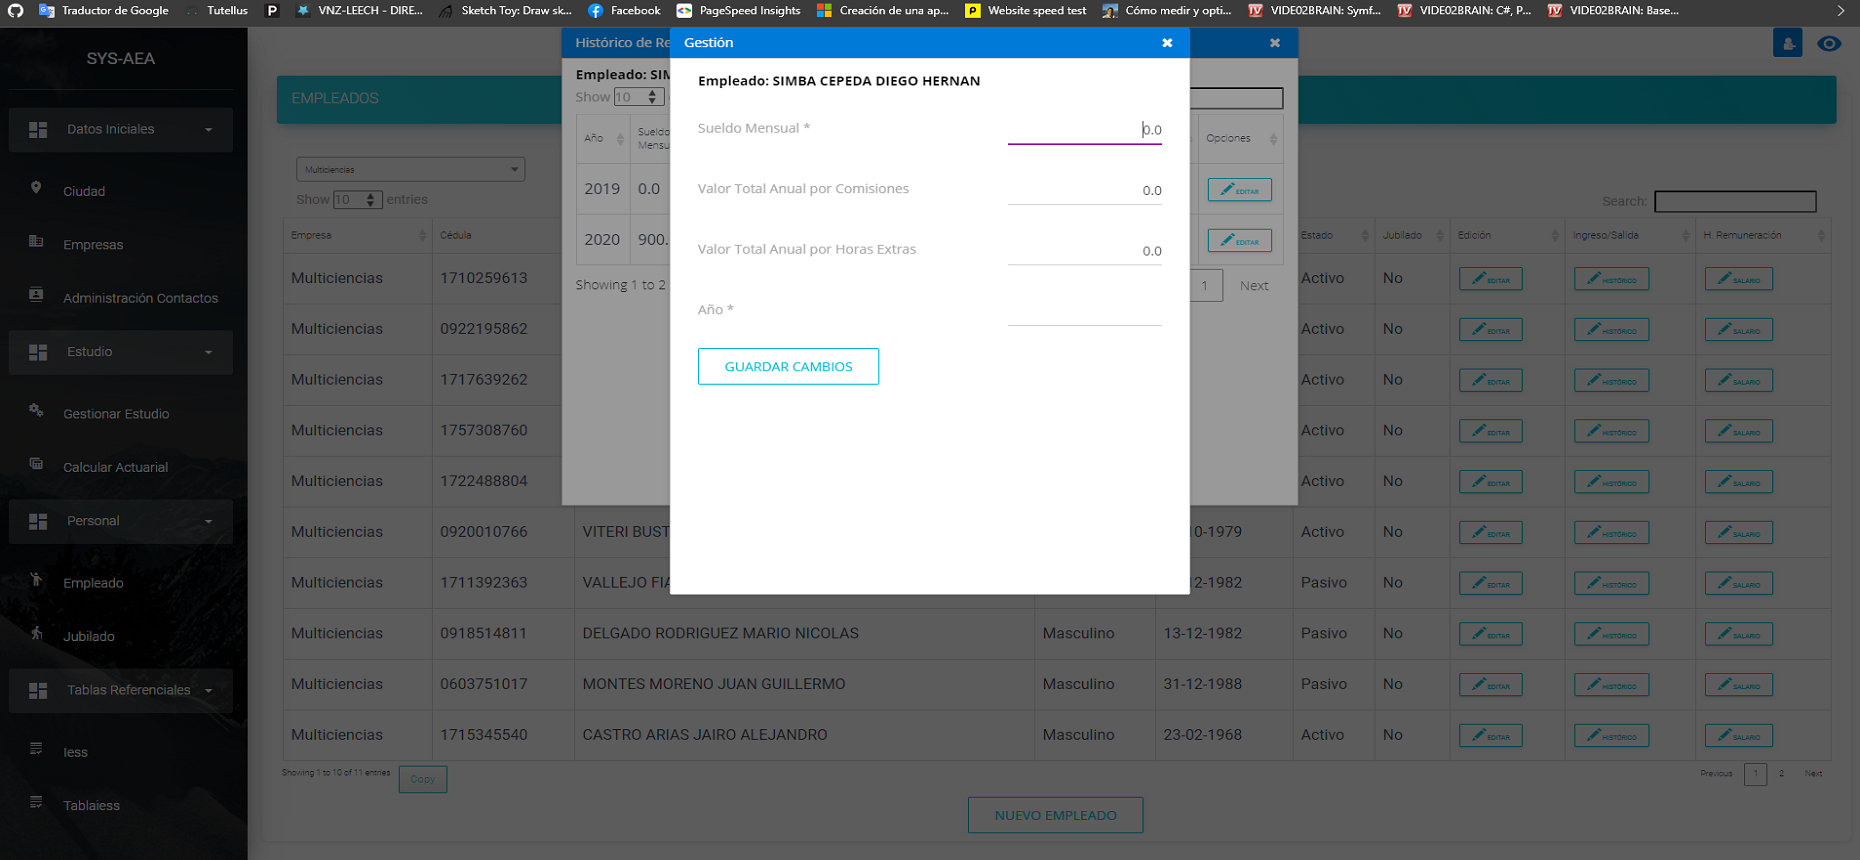 Traductor de Google
Tutellus
VNZ-LEECH - DIRE...
Sketch Toy: Draw sk...
Facebook
PageSpeed Insights
Creación de una ap...
Website speed test
Cómo medir y opti...
VIDEO2BRAIN: Symf...
VIDEO2BRAIN: C#, P...
VIDEO2BRAIN: Base...
SYS-AEA
Datos Iniciales
Ciudad
Empresas
Administración Contactos
Estudio
Gestionar Estudio
Calcular Actuarial
Personal
Empleado
Jubilado
Tablas Referenciales
Iess
Tablaiess
EMPLEADOS
Multiciencias
Show 10 entries
Search:
Histórico de Re
Empleado: SIM
Show 10
Año Sueldo Mensu Opciones
2019 0.0 EDITAR
2020 900. EDITAR
Showing 1 to 2 1 Next
Gestión
Empleado: SIMBA CEPEDA DIEGO HERNAN
Sueldo Mensual * 0.0
Valor Total Anual por Comisiones 0.0
Valor Total Anual por Horas Extras 0.0
Año *
GUARDAR CAMBIOS
Empresa Cédula Estado Jubilado Edición Ingreso/Salida H. Remuneración
Multiciencias 1710259613 Activo No EDITAR HISTÓRICO SALARIO
Multiciencias 0922195862 Activo No EDITAR HISTÓRICO SALARIO
Multiciencias 1717639262 Activo No EDITAR HISTÓRICO SALARIO
Multiciencias 1757308760 Activo No EDITAR HISTÓRICO SALARIO
Multiciencias 1722488804 Activo No EDITAR HISTÓRICO SALARIO
Multiciencias 0920010766 VITERI BUST 10-1979 Activo No EDITAR HISTÓRICO SALARIO
Multiciencias 1711392363 VALLEJO FIA 12-1982 Pasivo No EDITAR HISTÓRICO SALARIO
Multiciencias 0918514811 DELGADO RODRIGUEZ MARIO NICOLAS Masculino 13-12-1982 Pasivo No EDITAR HISTÓRICO SALARIO
Multiciencias 0603751017 MONTES MORENO JUAN GUILLERMO Masculino 31-12-1988 Pasivo No EDITAR HISTÓRICO SALARIO
Multiciencias 1715345540 CASTRO ARIAS JAIRO ALEJANDRO Masculino 23-02-1968 Activo No EDITAR HISTÓRICO SALARIO
Showing 1 to 10 of 11 entries Copy Previous 1 2 Next
NUEVO EMPLEADO